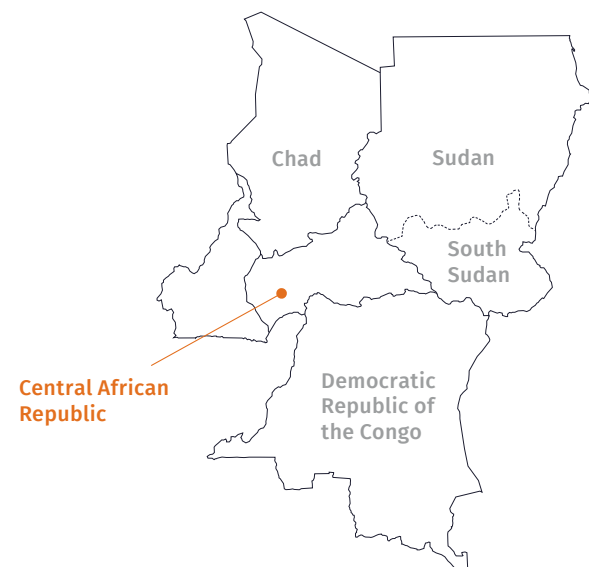 Chad
Sudan
South
Sudan
Central African
Republic
Democratic
Republic of
the Congo